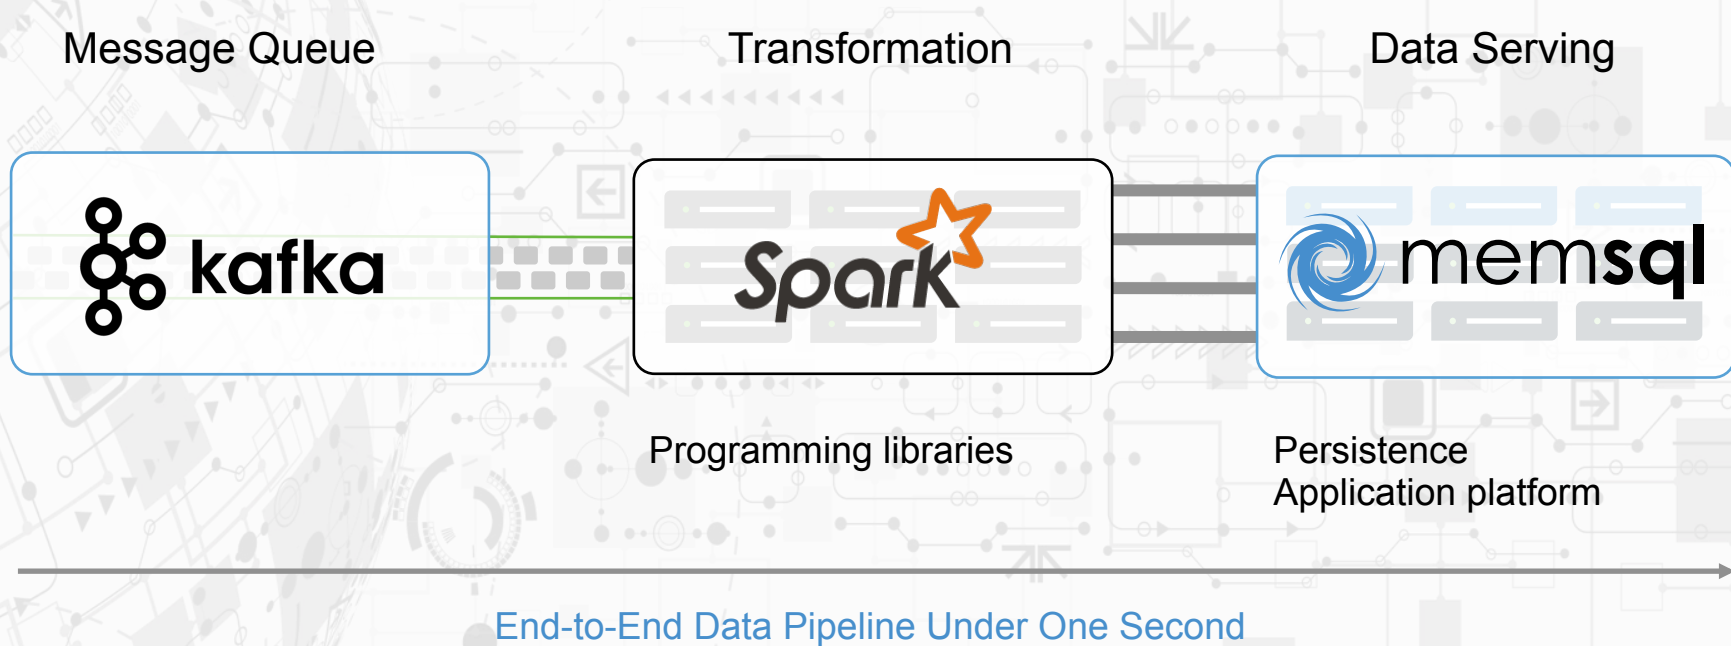 Message Queue
Transformation
Data Serving
kafka
Spark
memsql
Programming libraries
Persistence
Application platform
End-to-End Data Pipeline Under One Second